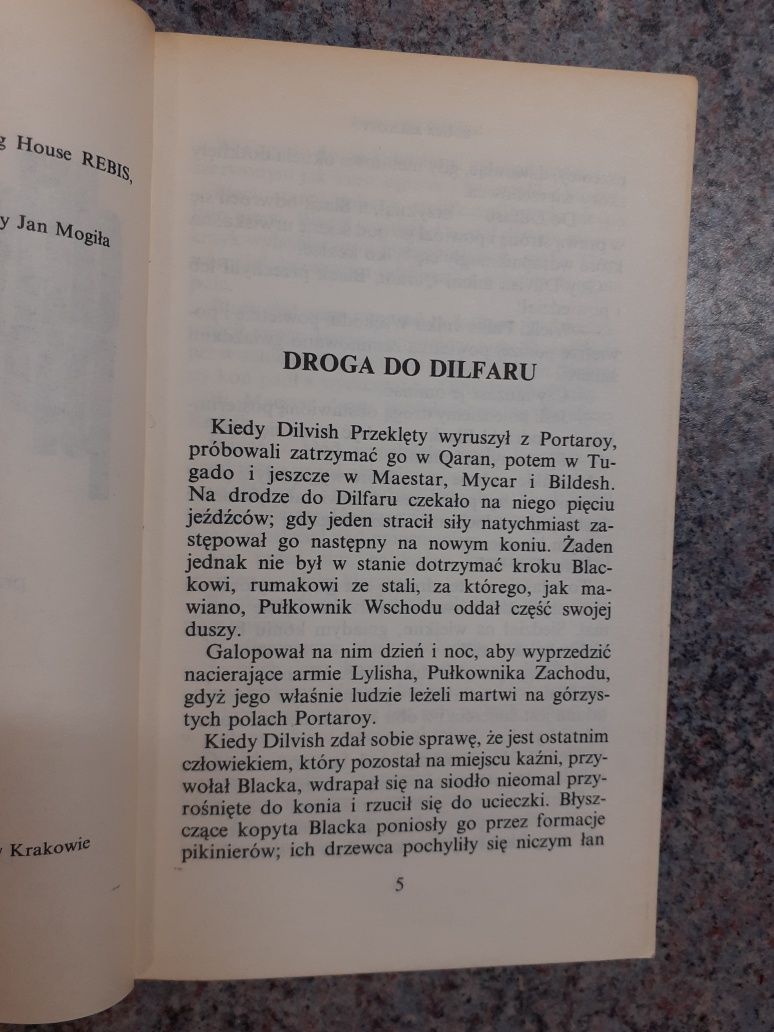 g House REBIS,
y Jan Mogiła
y Krakowie
DROGA DO DILFARU
Kiedy Dilvish Przeklęty wyruszył z Portaroy,
próbowali zatrzymać go w Qaran, potem w Tu-
gado i jeszcze w Maestar, Mycar i Bildesh.
Na drodze do Dilfaru czekało na niego pięciu
jeźdźców; gdy jeden stracił siły natychmiast za-
stępował go następny na nowym koniu. Żaden
jednak nie był w stanie dotrzymać kroku Blac-
kowi, rumakowi ze stali, za którego, jak ma-
wiano, Pułkownik Wschodu oddał część swojej
duszy.
Galopował na nim dzień i noc, aby wyprzedzić
nacierające armie Lylisha, Pułkownika Zachodu,
gdyż jego właśnie ludzie leżeli martwi na górzys-
tych polach Portaroy.
Kiedy Dilvish zdał sobie sprawę, że jest ostatnim
człowiekiem, który pozostał na miejscu kaźni, przy-
wołał Blacka, wdrapał się na siodło nieomal przy-
rośnięte do konia i rzucił się do ucieczki. Błysz-
czące kopyta Blacka poniosły go przez formacje
pikinierów; ich drzewca pochyliły się niczym łan
5